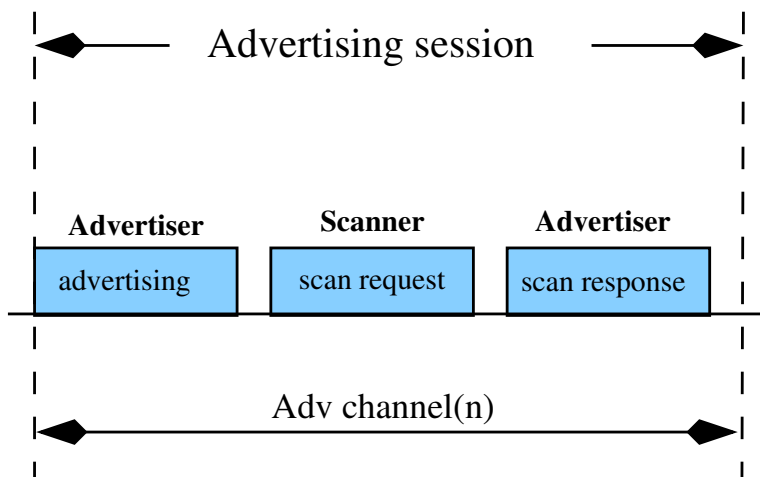 Advertising session
Advertiser
Scanner
Advertiser
advertising
scan request
scan response
Adv channel(n)